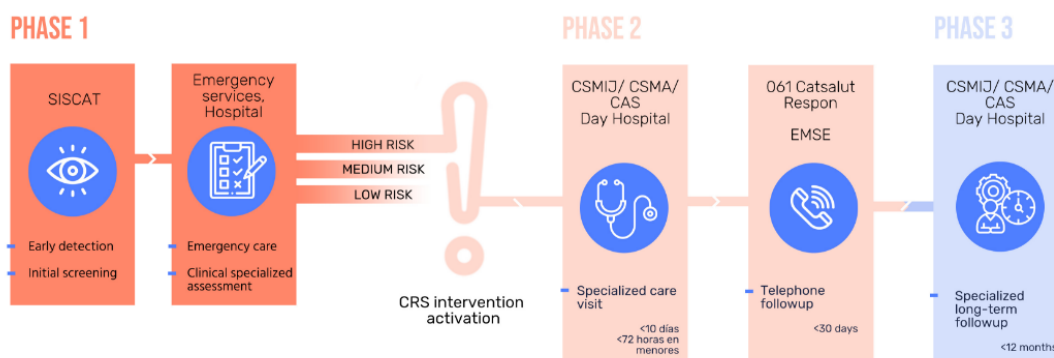 PHASE 1
SISCAT
Early detection
Initial screening
Emergency
services,
Hospital
Emergency care
Clinical specialized
assessment
HIGH RISK
MEDIUM RISK
LOW RISK
CRS intervention
activation
PHASE 2
CSMIJ/ CSMA/
CAS
Day Hospital
Specialized care
visit
<10 días
<72 horas en
menores
061 Catsalut
Respon
EMSE
Telephone
followup
<30 days
PHASE 3
CSMIJ/ CSMA/
CAS
Day Hospital
Specialized
long-term
followup
<12 months